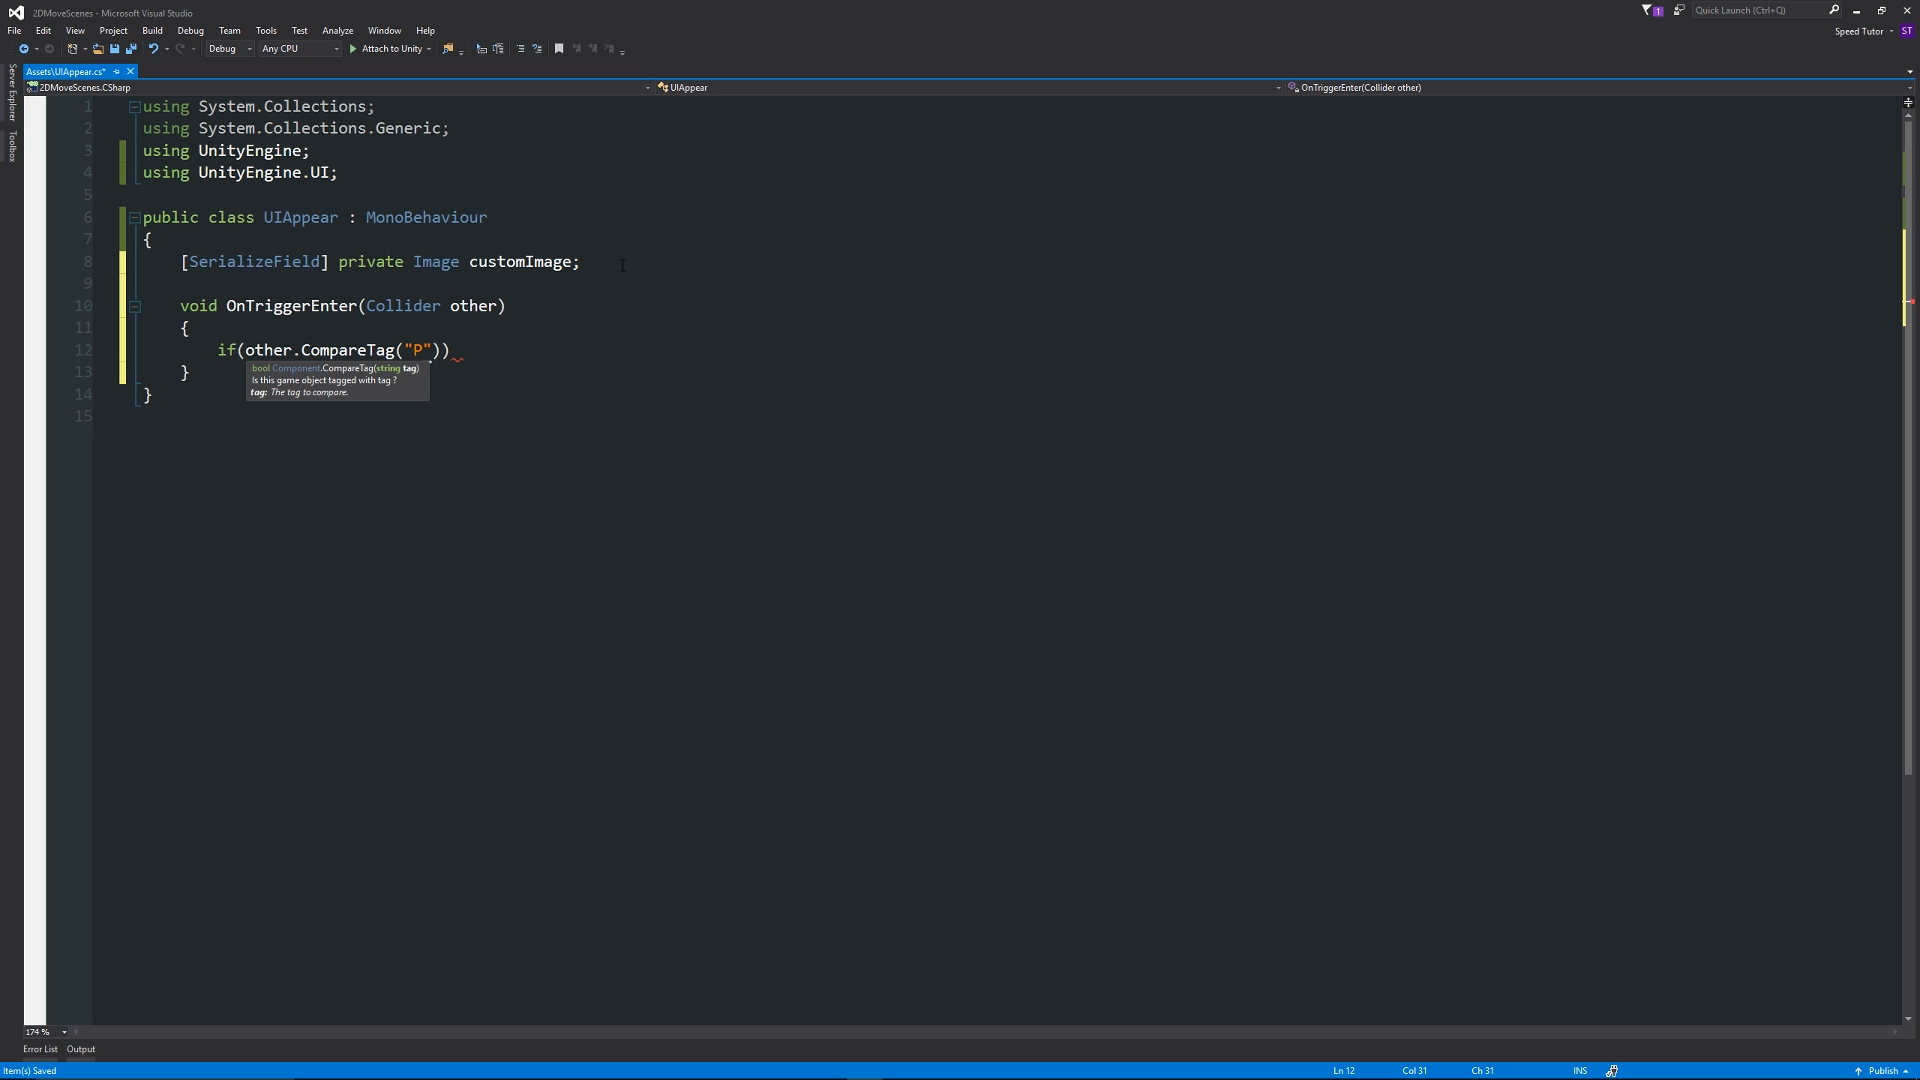 2DMoveScenes - Microsoft Visual Studio
1
Quick Launch (Ctrl+Q)
File Edit View Project Build Debug Team Tools Test Analyze Window Help
Speed Tutor
ST
Debug
Any CPU
Attach to Unity
Server Explorer
Toolbox
Assets\UIAppear.cs*
2DMoveScenes.CSharp
UIAppear
OnTriggerEnter(Collider other)
1 using System.Collections;
2 using System.Collections.Generic;
3 using UnityEngine;
4 using UnityEngine.UI;
5
6 public class UIAppear : MonoBehaviour
7 {
8 [SerializeField] private Image customImage;
9
10 void OnTriggerEnter(Collider other)
11 {
12 if(other.CompareTag("P"))
bool Component.CompareTag(string tag)
Is this game object tagged with tag ?
tag: The tag to compare.
13 }
14 }
15
174 %
Error List Output
Item(s) Saved
Ln 12 Col 31 Ch 31 INS
Publish